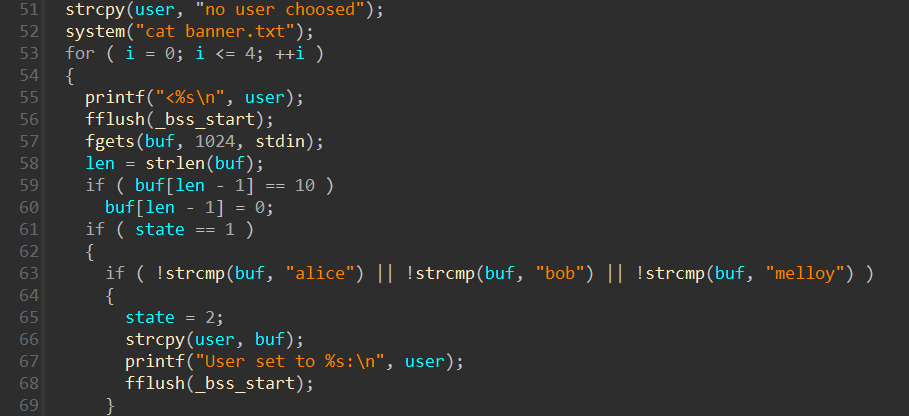 51 strcpy(user, "no user choosed");
52 system("cat banner.txt");
53 for ( i = 0; i <= 4; ++i )
54 {
55 printf("<%s\n", user);
56 fflush(_bss_start);
57 fgets(buf, 1024, stdin);
58 len = strlen(buf);
59 if ( buf[len - 1] == 10 )
60 buf[len - 1] = 0;
61 if ( state == 1 )
62 {
63 if ( !strcmp(buf, "alice") || !strcmp(buf, "bob") || !strcmp(buf, "melloy") )
64 {
65 state = 2;
66 strcpy(user, buf);
67 printf("User set to %s:\n", user);
68 fflush(_bss_start);
69 }